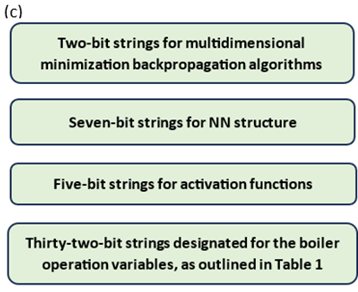 (c)
Two-bit strings for multidimensional
minimization backpropagation algorithms
Seven-bit strings for NN structure
Five-bit strings for activation functions
Thirty-two-bit strings designated for the boiler
operation variables, as outlined in Table 1